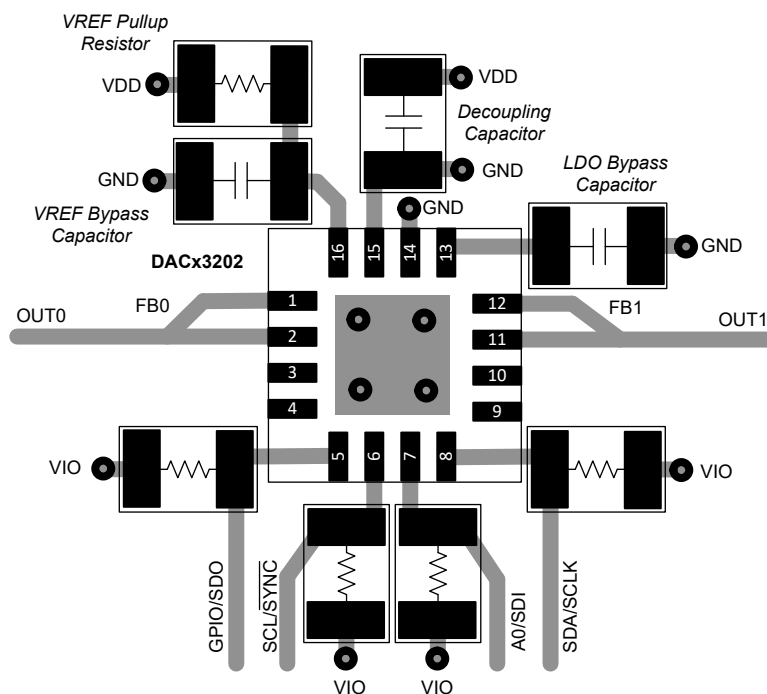 VREF Pullup
Resistor
VDD
VDD
Decoupling
Capacitor
GND
GND
LDO Bypass
Capacitor
VREF Bypass
Capacitor
GND
GND
DACx3202
16
15
14
13
1
2
3
4
12
11
10
9
FB0
FB1
OUT0
OUT1
5
6
7
8
VIO
VIO
GPIO/SDO
SCL/SYNC
A0/SDI
SDA/SCLK
VIO
VIO